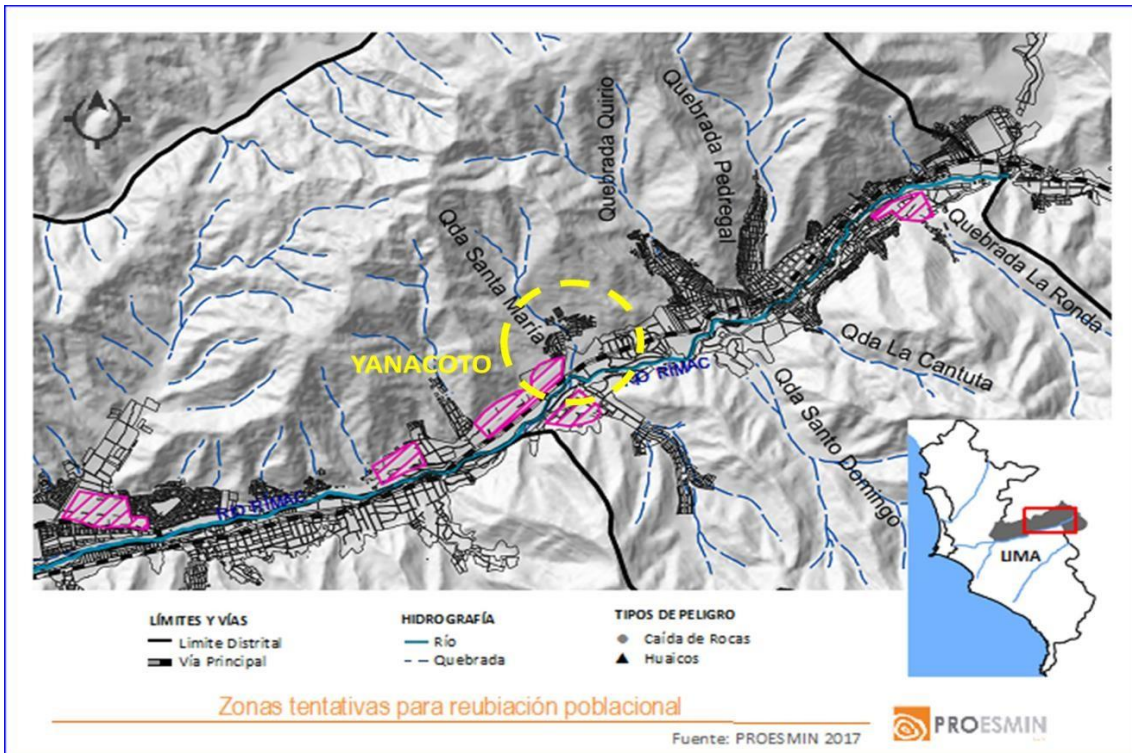 Quebrada Quirio
Quebrada Pedregal
Qda Santa María
Quebrada La Ronda
YANACOTO
Qda La Cantuta
RIMAC
Qda Santo Domingo
RÍO RIMAC
LIMA
LÍMITES Y VÍAS
Limite Distrital
Vía Principal
HIDROGRAFÍA
Río
Quebrada
TIPOS DE PELIGRO
Caída de Rocas
Huaicos
Zonas tentativas para reubiación poblacional
Fuente: PROESMIN 2017
PROESMIN